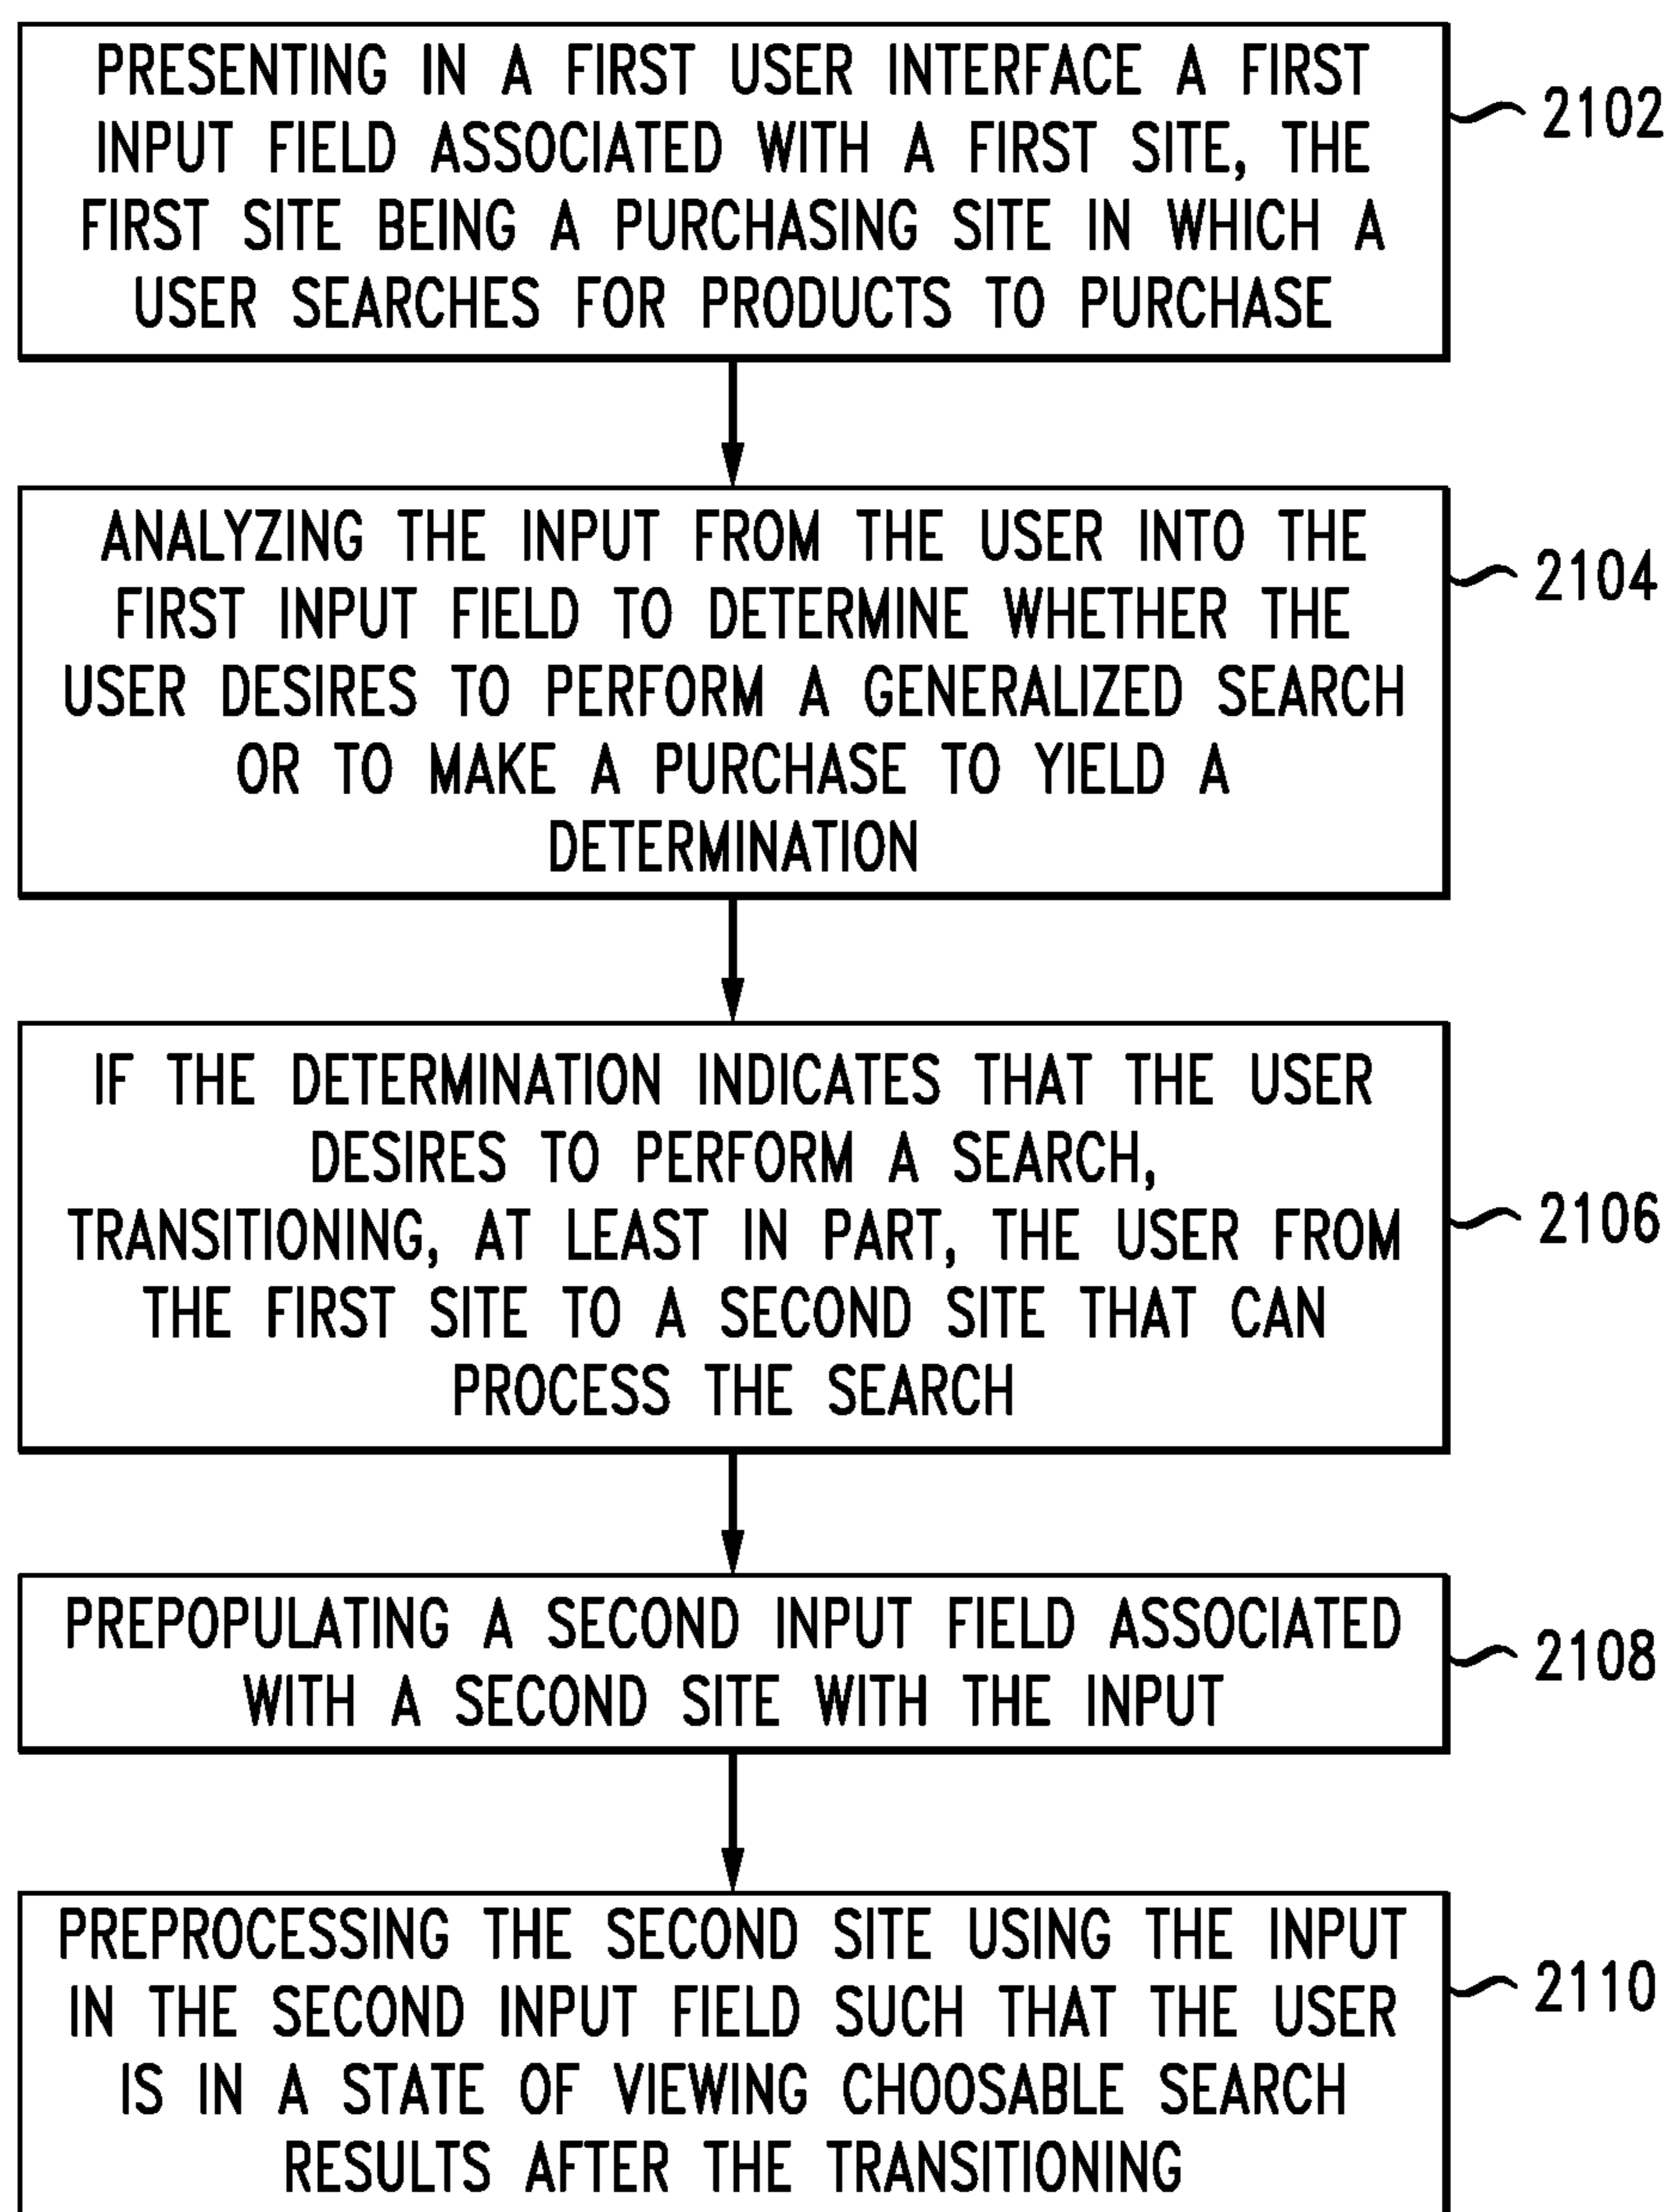 PRESENTING IN A FIRST USER INTERFACE A FIRST
INPUT FIELD ASSOCIATED WITH A FIRST SITE, THE
FIRST SITE BEING A PURCHASING SITE IN WHICH A
USER SEARCHES FOR PRODUCTS TO PURCHASE
2102
ANALYZING THE INPUT FROM THE USER INTO THE
FIRST INPUT FIELD TO DETERMINE WHETHER THE
USER DESIRES TO PERFORM A GENERALIZED SEARCH
OR TO MAKE A PURCHASE TO YIELD A
DETERMINATION
2104
IF THE DETERMINATION INDICATES THAT THE USER
DESIRES TO PERFORM A SEARCH,
TRANSITIONING, AT LEAST IN PART, THE USER FROM
THE FIRST SITE TO A SECOND SITE THAT CAN
PROCESS THE SEARCH
2106
PREPOPULATING A SECOND INPUT FIELD ASSOCIATED
WITH A SECOND SITE WITH THE INPUT
2108
PREPROCESSING THE SECOND SITE USING THE INPUT
IN THE SECOND INPUT FIELD SUCH THAT THE USER
IS IN A STATE OF VIEWING CHOOSABLE SEARCH
RESULTS AFTER THE TRANSITIONING
2110